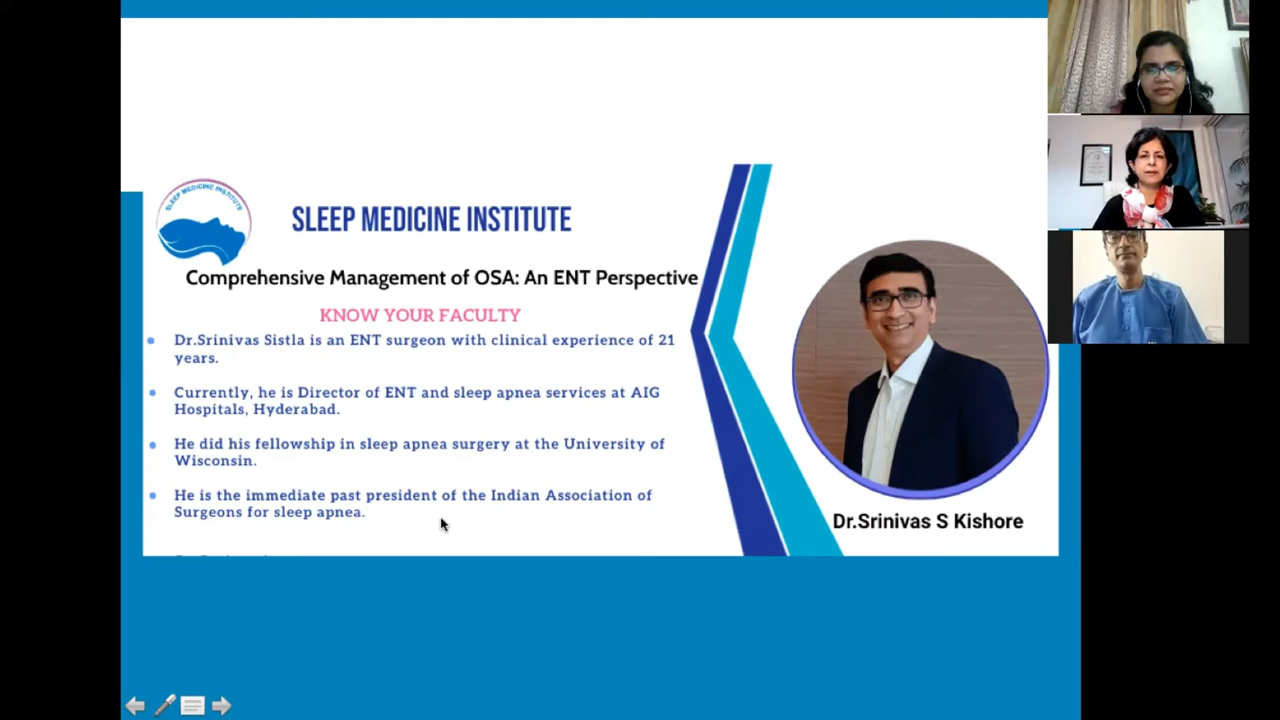 SLEEP MEDICINE INSTITUTE
SLEEP MEDICINE INSTITUTE
Comprehensive Management of OSA: An ENT Perspective
KNOW YOUR FACULTY
Dr.Srinivas Sistla is an ENT surgeon with clinical experience of 21
years.
Currently, he is Director of ENT and sleep apnea services at AIG
Hospitals, Hyderabad.
He did his fellowship in sleep apnea surgery at the University of
Wisconsin.
He is the immediate past president of the Indian Association of
Surgeons for sleep apnea.
Dr.Srinivas S Kishore